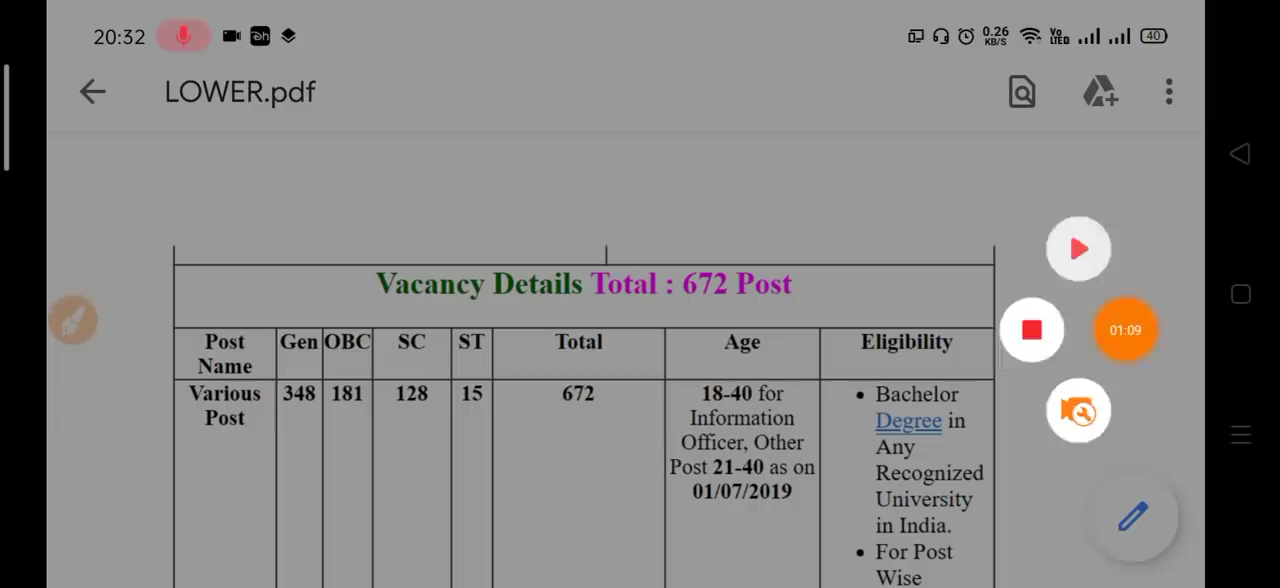 20:32
0.26
KB/S
Vo
LTED
40
LOWER.pdf
Vacancy Details Total : 672 Post
Post
Name
Gen
OBC
SC
ST
Total
Age
Eligibility
Various
Post
348
181
128
15
672
18-40 for
Information
Officer, Other
Post 21-40 as on
01/07/2019
• Bachelor
Degree in
Any
Recognized
University
in India.
• For Post
Wise
01:09